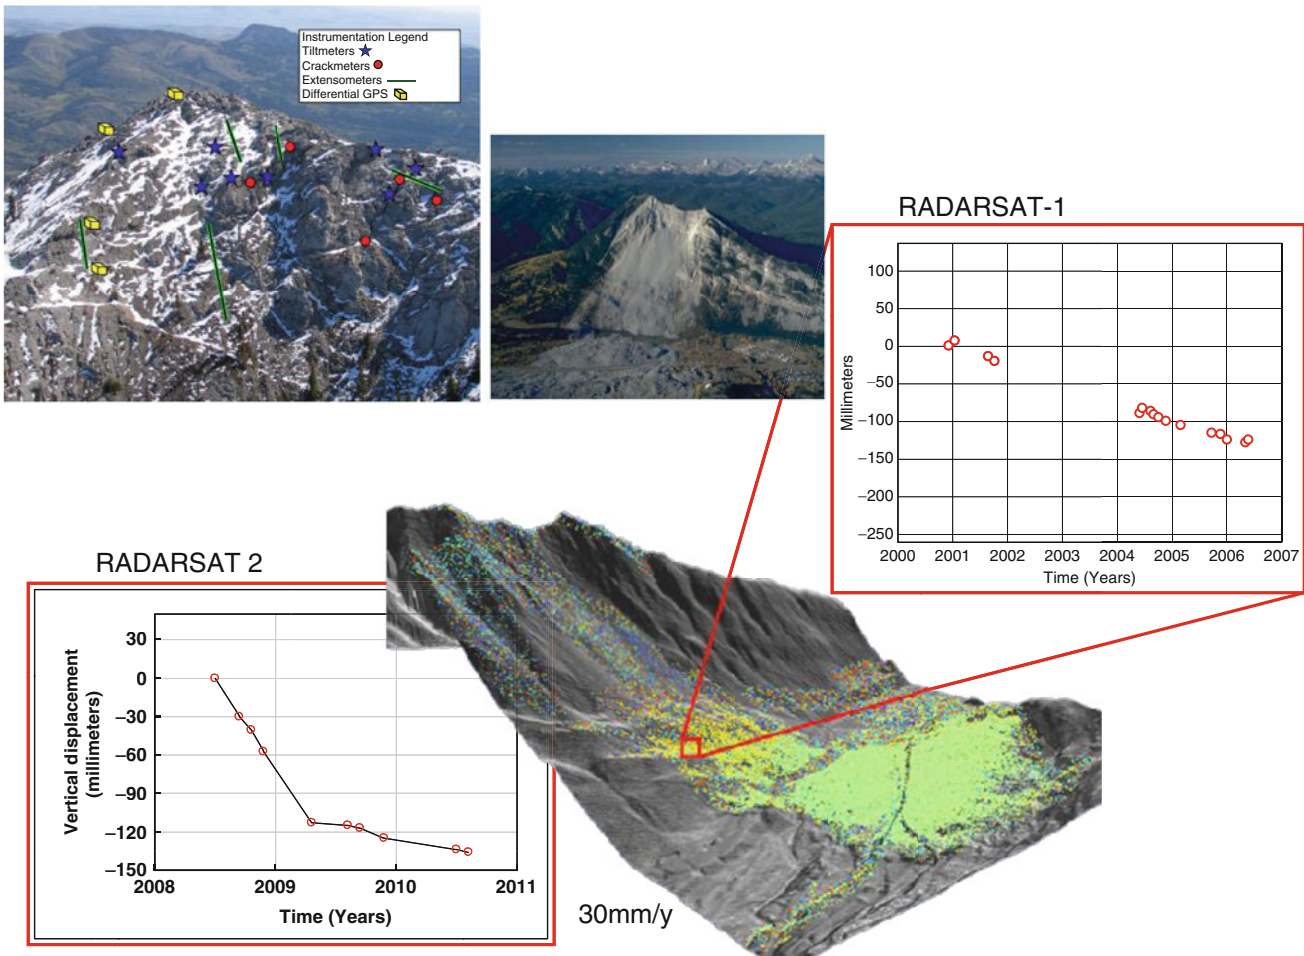 Instrumentation Legend
Tiltmeters
Crackmeters
Extensometers
Differential GPS
RADARSAT-1
100
50
0
−50
−100
−150
−200
−250
Millimeters
2000 2001 2002 2003 2004 2005 2006 2007
Time (Years)
RADARSAT 2
30
0
−30
−60
−90
−120
−150
Vertical displacement
(millimeters)
2008 2009 2010 2011
Time (Years)
30mm/y